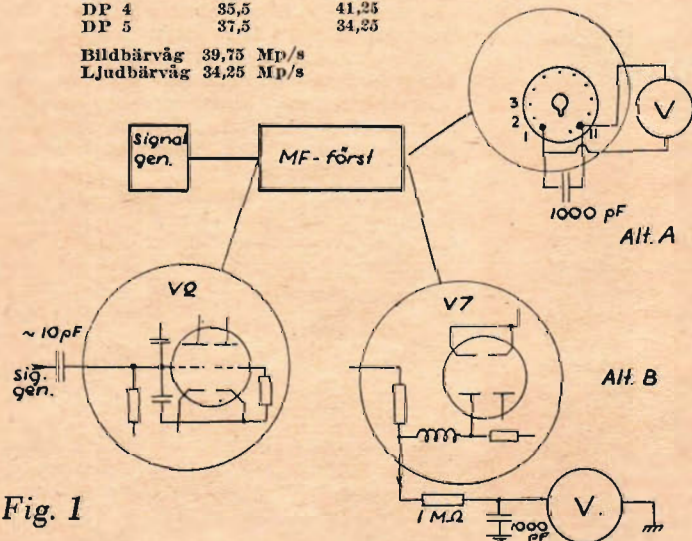 DP 4 35,5 41,25
DP 5 37,5 34,25
Bildbärvåg 39,75 Mp/s
Ljudbärvåg 34,25 Mp/s
signal
gen.
MF-först
3
2
1
11
V
1000 pF
Alt. A
V2
~ 10pF
sig.
gen.
V7
Alt. B
1 MΩ
1000
pF
V
Fig. 1